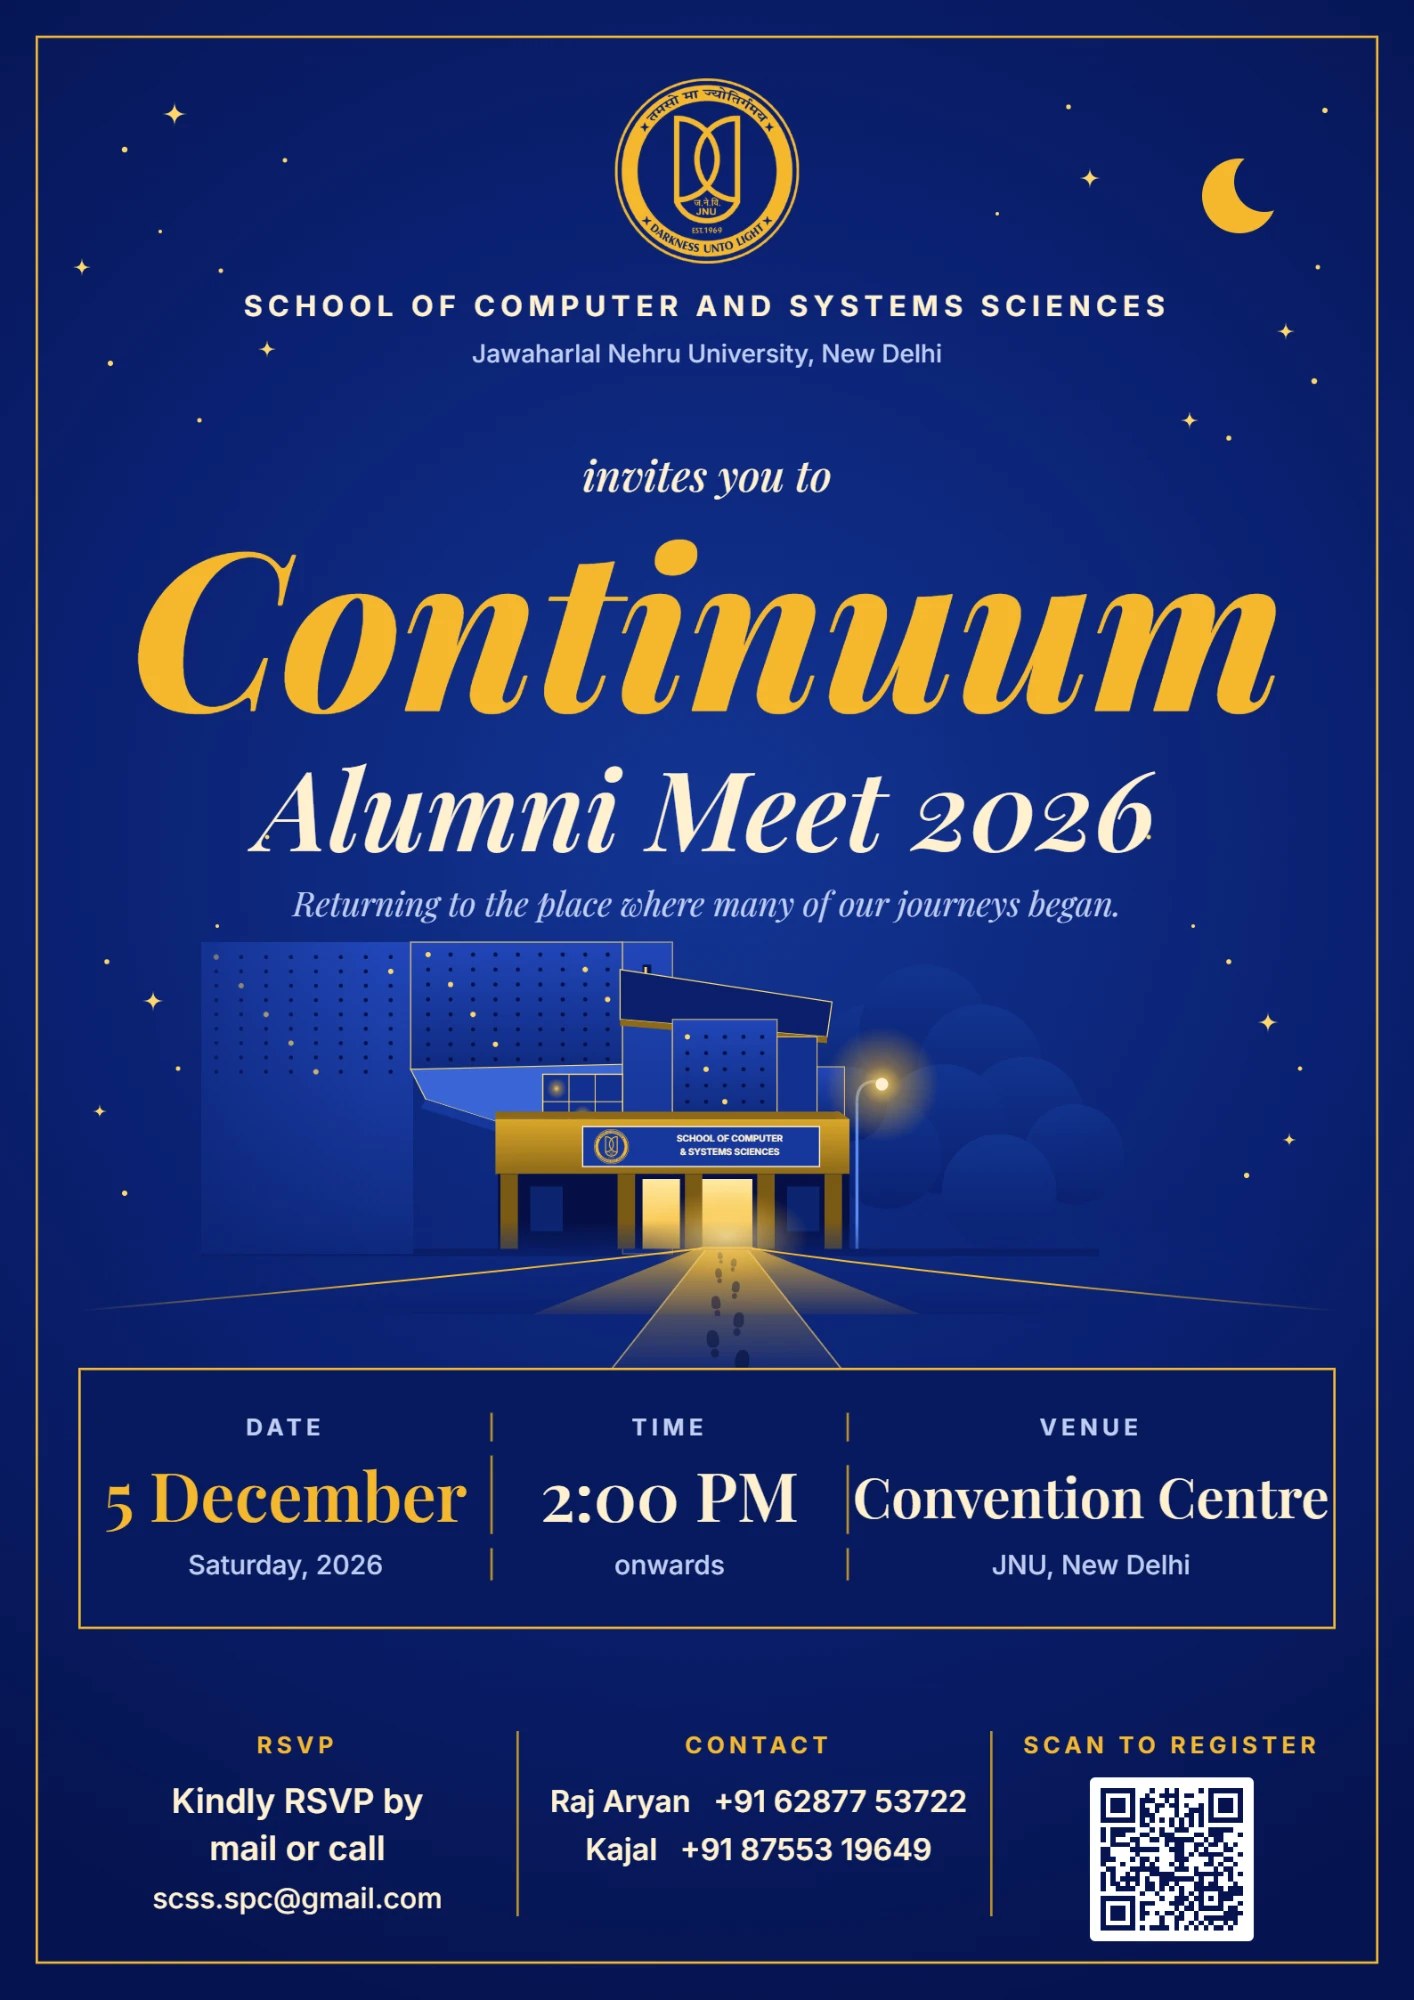 तमसो मा ज्योतिर्गमय
ज.ने.वि.
JNU
EST.1969
DARKNESS UNTO LIGHT
SCHOOL OF COMPUTER AND SYSTEMS SCIENCES
Jawaharlal Nehru University, New Delhi
invites you to
Continuum
Alumni Meet 2026
Returning to the place where many of our journeys began.
SCHOOL OF COMPUTER
& SYSTEMS SCIENCES
DATE
5 December
Saturday, 2026
TIME
2:00 PM
onwards
VENUE
Convention Centre
JNU, New Delhi
RSVP
Kindly RSVP by
mail or call
scss.spc@gmail.com
CONTACT
Raj Aryan +91 62877 53722
Kajal +91 87553 19649
SCAN TO REGISTER